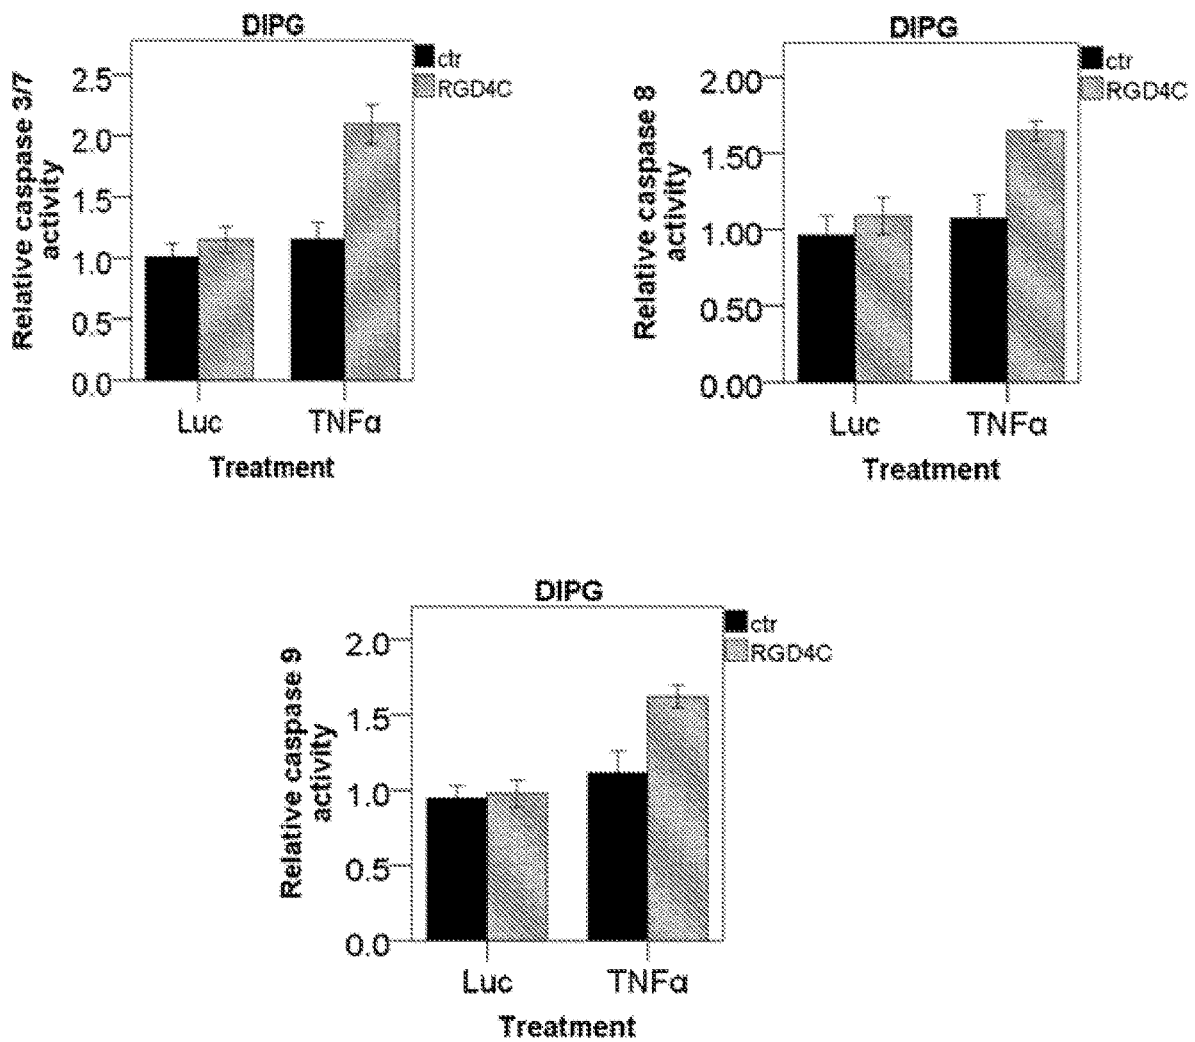 DIPG
ctr
RGD4C
Relative caspase 3/7
activity
2.5
2.0
1.5
1.0
0.5
0.0
Luc TNFα
Treatment
DIPG
ctr
RGD4C
Relative caspase 8
activity
2.00
1.50
1.00
0.50
0.00
Luc TNFα
Treatment
DIPG
ctr
RGD4C
Relative caspase 9
activity
2.0
1.5
1.0
0.5
0.0
Luc TNFα
Treatment